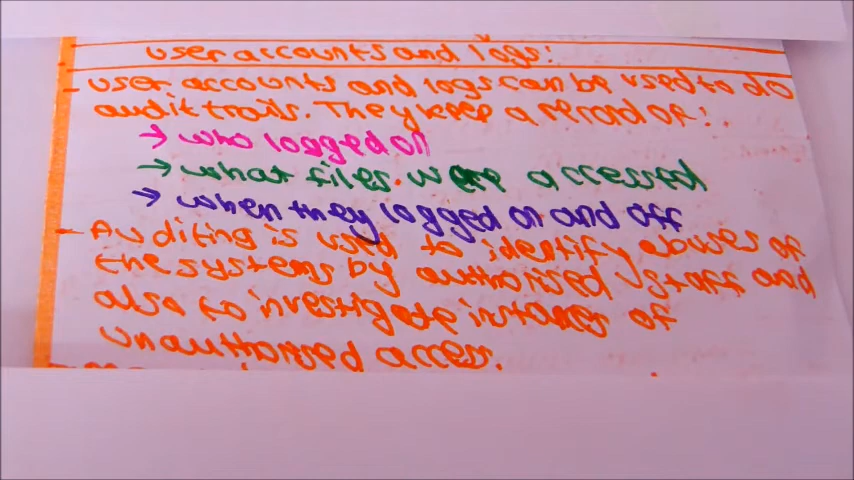 user accounts and logs:
- user accounts and logs can be used to do
audit trails. They keep a record of:
→ who logged on
→ what files were accessed
→ when they logged on and off
- Auditing is used to identify abuses of
the systems by authorised staff and
also to investigate instances of
unauthorised access.